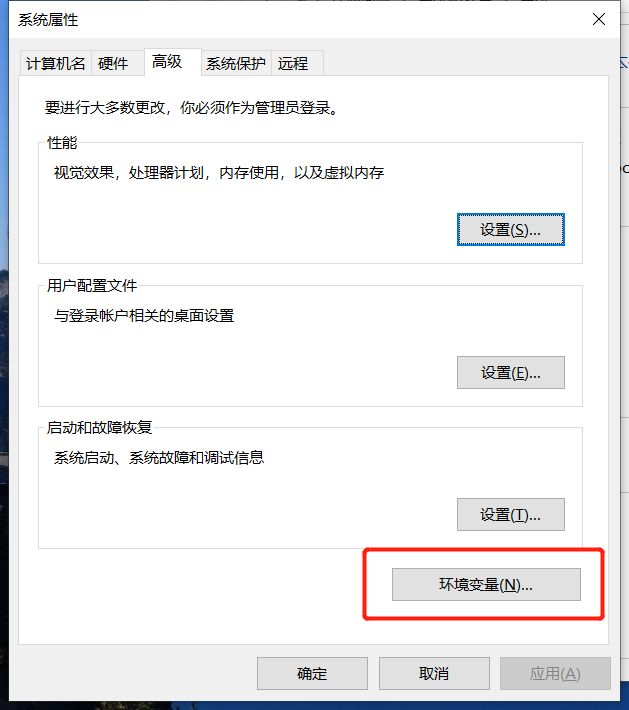 系统属性
计算机名 硬件 高级 系统保护 远程
要进行大多数更改，你必须作为管理员登录。
性能
视觉效果，处理器计划，内存使用，以及虚拟内存
设置(S)...
用户配置文件
与登录帐户相关的桌面设置
设置(E)...
启动和故障恢复
系统启动、系统故障和调试信息
设置(T)...
环境变量(N)...
确定 取消 应用(A)